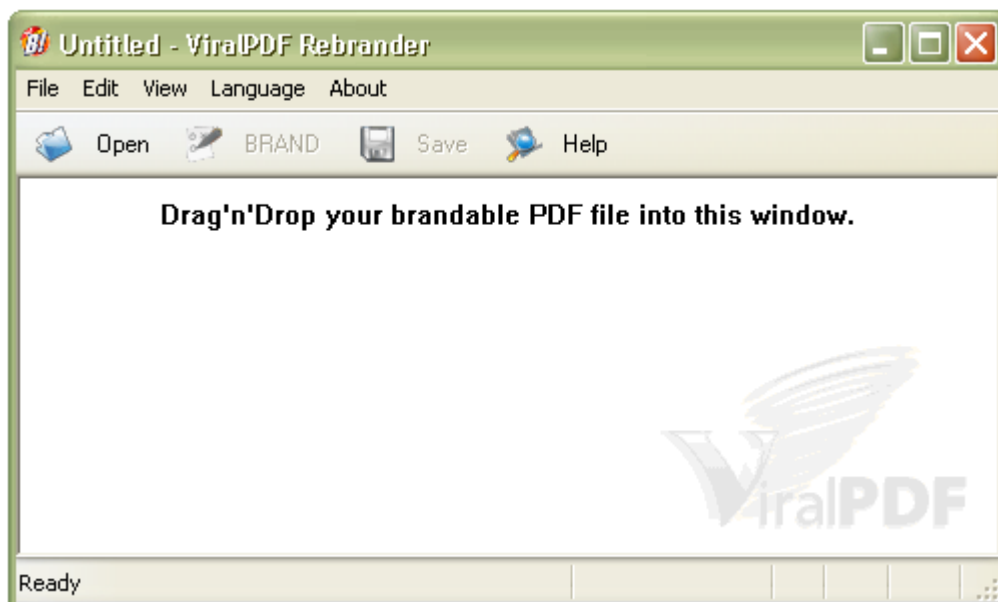 Untitled - ViralPDF Rebrander
File Edit View Language About
Open BRAND Save Help
Drag'n'Drop your brandable PDF file into this window.
ViralPDF
Ready